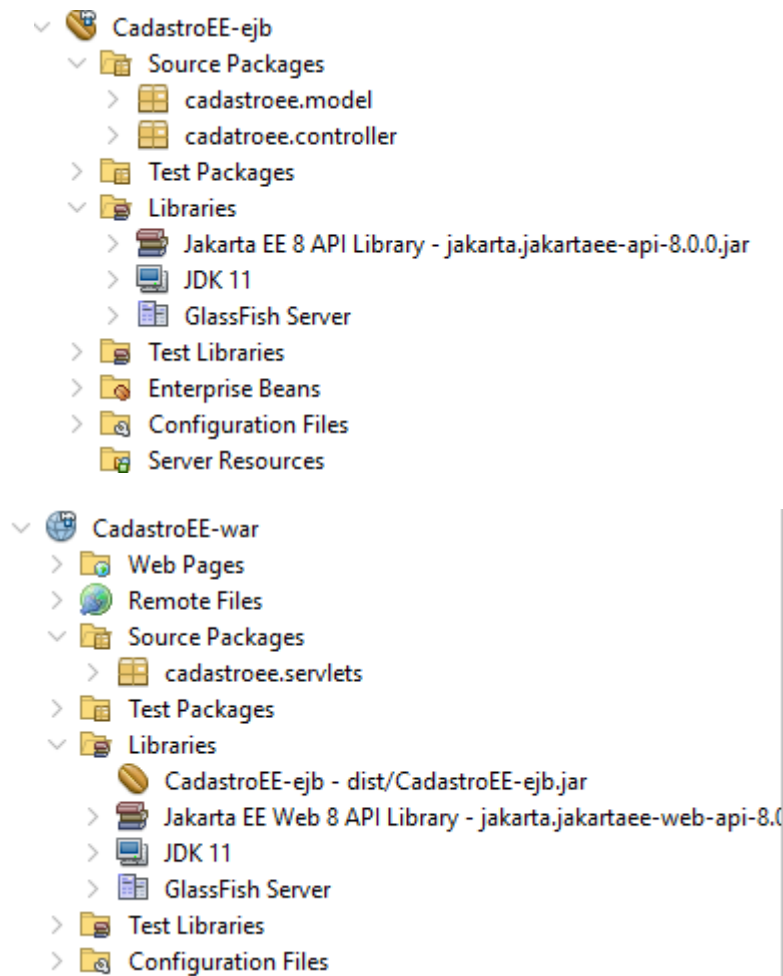 CadastroEE-ejb
Source Packages
cadastroee.model
cadatroee.controller
Test Packages
Libraries
Jakarta EE 8 API Library - jakarta.jakartaee-api-8.0.0.jar
JDK 11
GlassFish Server
Test Libraries
Enterprise Beans
Configuration Files
Server Resources
CadastroEE-war
Web Pages
Remote Files
Source Packages
cadastroee.servlets
Test Packages
Libraries
CadastroEE-ejb - dist/CadastroEE-ejb.jar
Jakarta EE Web 8 API Library - jakarta.jakartaee-web-api-8.
JDK 11
GlassFish Server
Test Libraries
Configuration Files